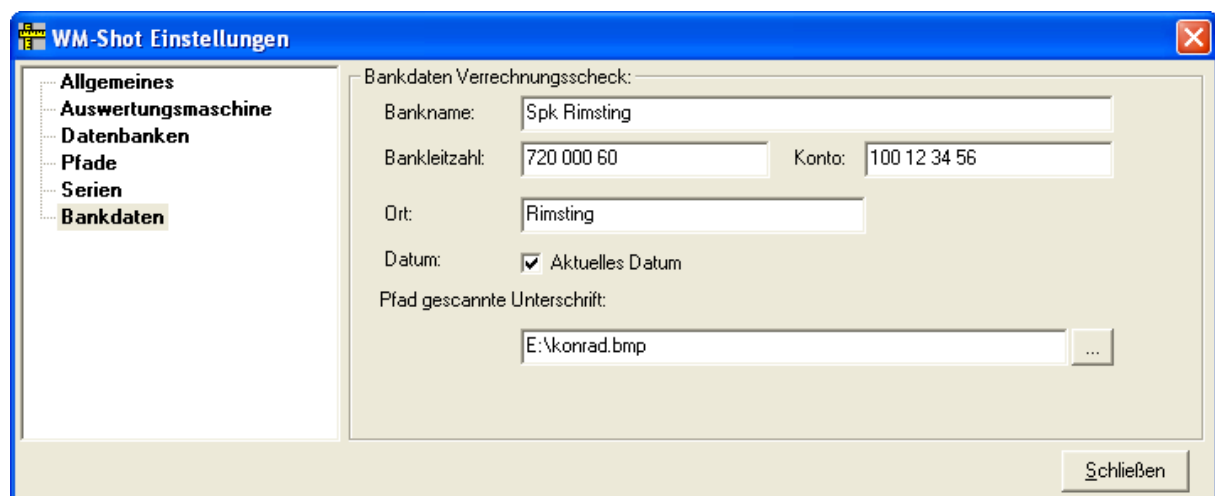 WM-Shot Einstellungen
Allgemeines
Auswertungsmaschine
Datenbanken
Pfade
Serien
Bankdaten
Bankdaten Verrechnungsscheck:
Bankname: Spk Rimsting
Bankleitzahl: 720 000 60 Konto: 100 12 34 56
Ort: Rimsting
Datum: Aktuelles Datum
Pfad gescannte Unterschrift:
E:\konrad.bmp ...
Schließen